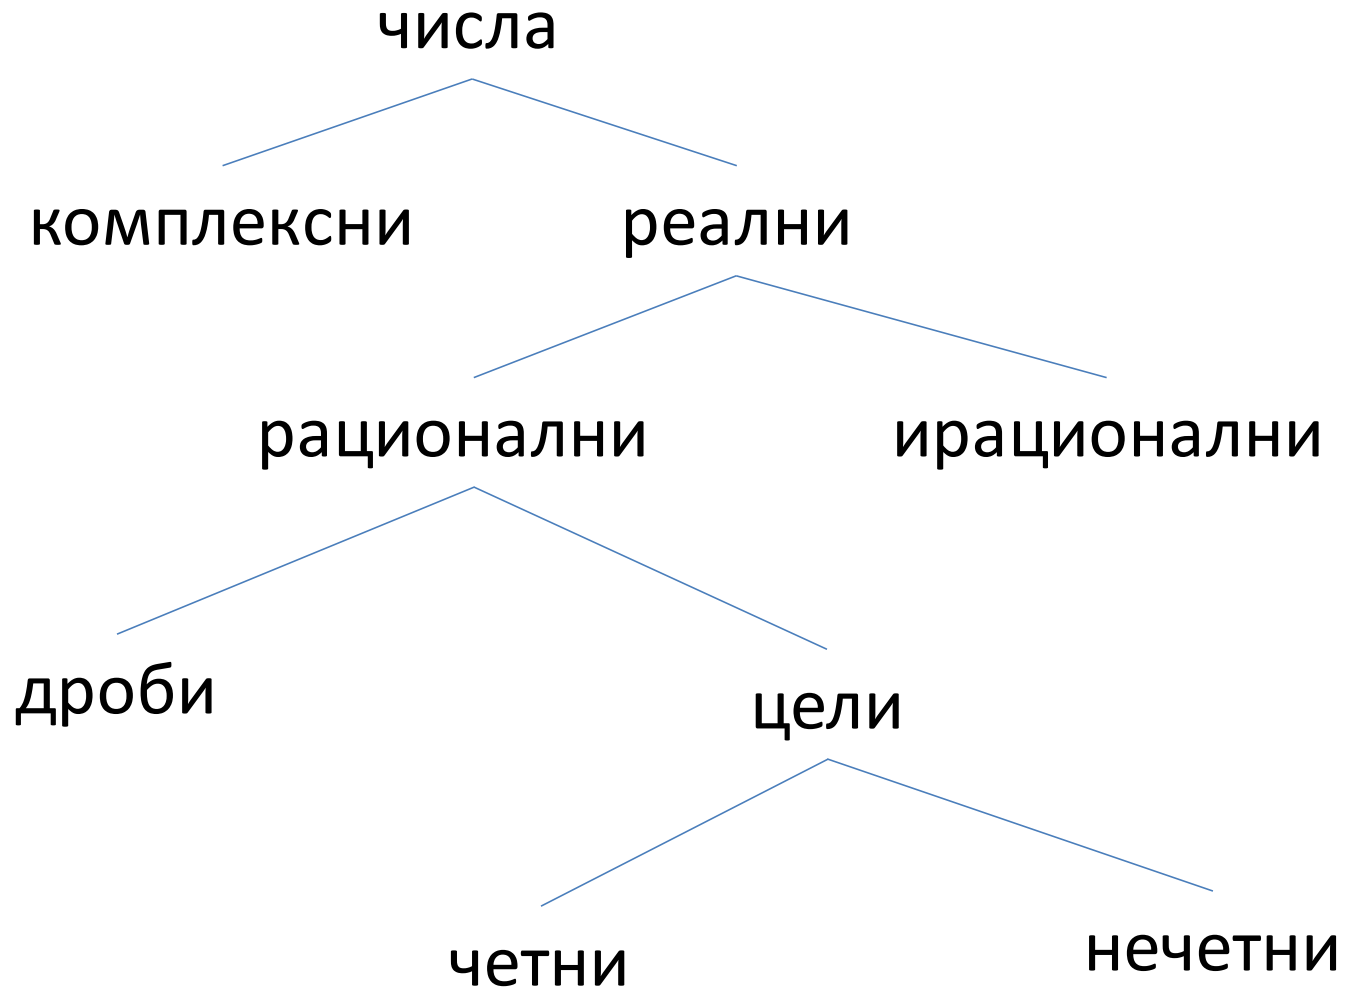 числа
комплексни реални
рационални ирационални
дроби
цели
четни
нечетни